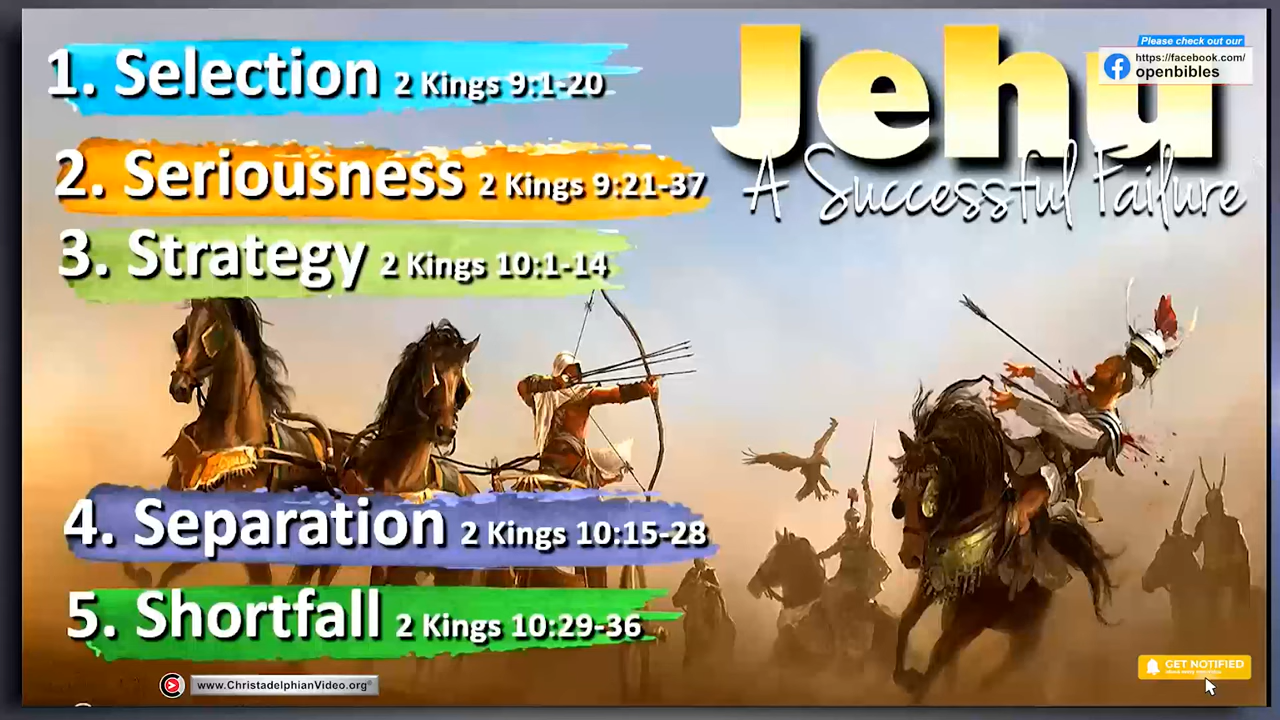 1. Selection 2 Kings 9:1-20
2. Seriousness 2 Kings 9:21-37
3. Strategy 2 Kings 10:1-14
4. Separation 2 Kings 10:15-28
5. Shortfall 2 Kings 10:29-36
Jehu
A Successful Failure
Please check out our
https://facebook.com/
openbibles
www.ChristadelphianVideo.org
GET NOTIFIED